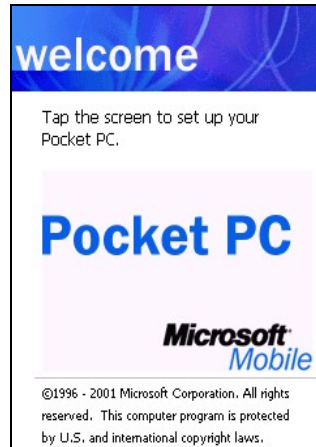 welcome
Tap the screen to set up your
Pocket PC.
Pocket PC
Microsoft
Mobile
©1996 - 2001 Microsoft Corporation. All rights
reserved. This computer program is protected
by U.S. and international copyright laws.